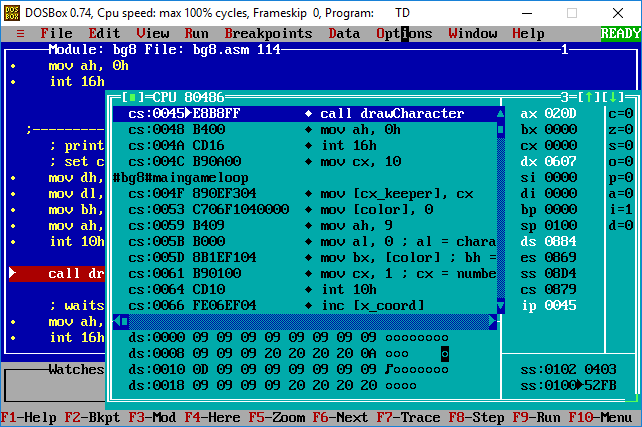 DOSBox 0.74, Cpu speed: max 100% cycles, Frameskip 0, Program: TD
≡ File Edit View Run Breakpoints Data Options Window Help READY
Module: bg8 File: bg8.asm 114 1
mov ah, 0h
int 16h
[■]=CPU 80486 3=[↑][↓]
cs:0045►E8B8FF ♦ call drawCharacter ▲ ax 020D c=0
cs:0048 B400 ♦ mov ah, 0h bx 0000 z=0
;- cs:004A CD16 ♦ int 16h cx 0000 s=0
; print cs:004C B90A00 ♦ mov cx, 10 dx 0607 o=0
; set c #bg8#maingameloop si 0000 p=0
mov dh, cs:004F 890EF304 ♦ mov [cx_keeper], cx di 0000 a=0
mov dl, cs:0053 C706F1040000 ♦ mov [color], 0 bp 0000 i=1
mov bh, cs:0059 B409 ♦ mov ah, 9 sp 0100 d=0
mov ah, cs:005B B000 ♦ mov al, 0 ; al = chara ds 0884
int 10h cs:005D 8B1EF104 ♦ mov bx, [color] ; bh = es 0869
cs:0061 B90100 ♦ mov cx, 1 ; cx = numbe ss 08D4
► call dr cs:0064 CD10 ♦ int 10h cs 0879
cs:0066 FE06EF04 ♦ inc [x_coord] ▼ ip 0045
; waits
mov ah, ds:0000 09 09 09 09 09 09 09 09 ○○○○○○○○
int 16h ds:0008 09 09 09 20 20 20 20 0A ○○○ ◙
ds:0010 0D 09 09 09 09 09 09 09 ♪○○○○○○○ ss:0102 0403
Watches ds:0018 09 09 09 09 20 20 20 20 ○○○○ ss:0100►52FB
F1-Help F2-Bkpt F3-Mod F4-Here F5-Zoom F6-Next F7-Trace F8-Step F9-Run F10-Menu